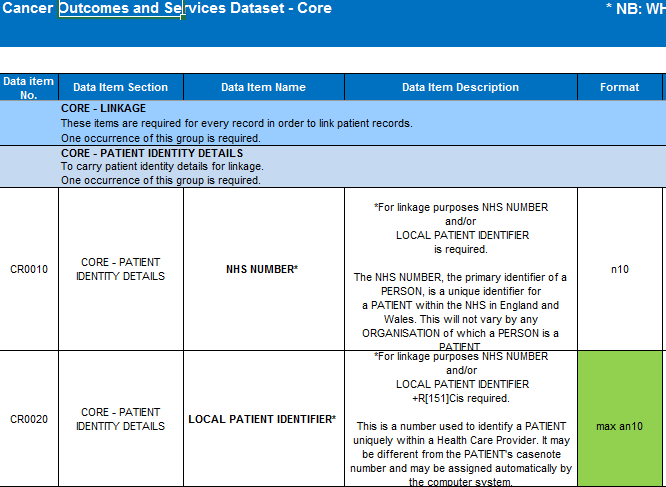 Cancer Outcomes and Services Dataset - Core
* NB: WH
Data item No.
Data Item Section
Data Item Name
Data Item Description
Format
CORE - LINKAGE
These items are required for every record in order to link patient records.
One occurrence of this group is required.
CORE - PATIENT IDENTITY DETAILS
To carry patient identity details for linkage.
One occurrence of this group is required.
CR0010
CORE - PATIENT
IDENTITY DETAILS
NHS NUMBER*
*For linkage purposes NHS NUMBER
and/or
LOCAL PATIENT IDENTIFIER
is required.
The NHS NUMBER, the primary identifier of a
PERSON, is a unique identifier for
a PATIENT within the NHS in England and
Wales. This will not vary by any
ORGANISATION of which a PERSON is a
PATIENT
n10
CR0020
CORE - PATIENT
IDENTITY DETAILS
LOCAL PATIENT IDENTIFIER*
*For linkage purposes NHS NUMBER
and/or
LOCAL PATIENT IDENTIFIER
+R[151]Cis required.
This is a number used to identify a PATIENT
uniquely within a Health Care Provider. It may
be different from the PATIENT's casenote
number and may be assigned automatically by
the computer system.
max an10